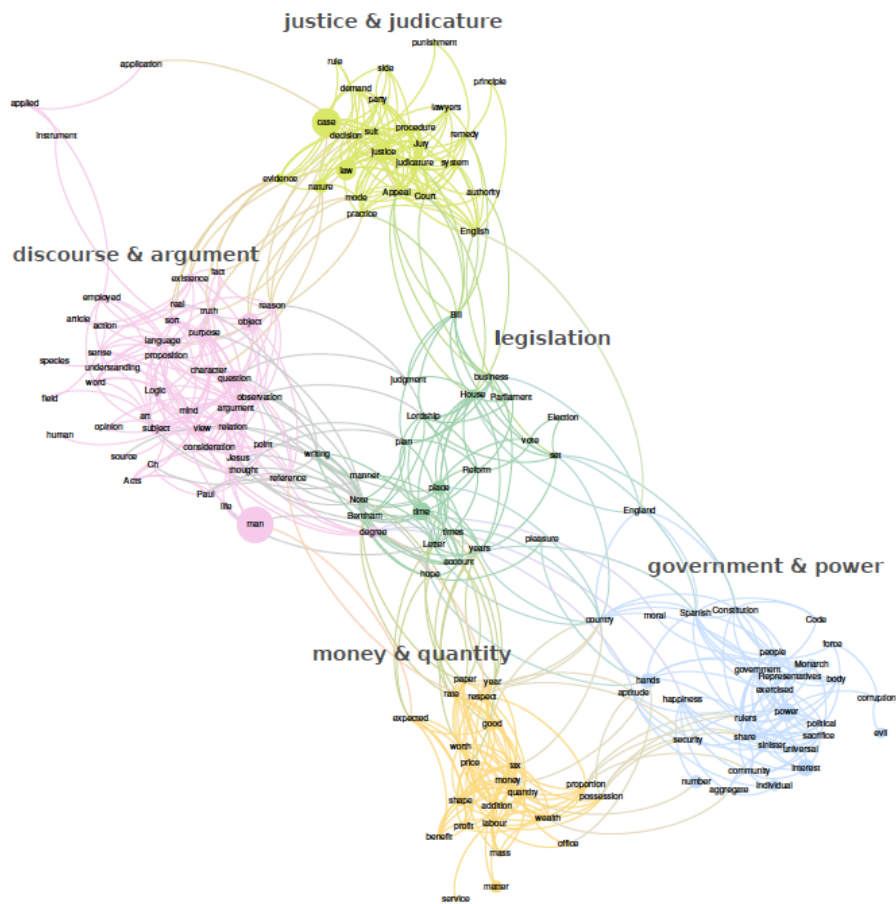 justice & judicature
punishment
application
rule
side
principle
demand
party
applied
lawyers
case
procedure
instrument
decision
suit
remedy
Jury
justice
judicature
system
law
evidence
nature
Appeal
authority
mode
Court
practice
English
discourse & argument
fact
existence
employed
real
reason
truth
Bill
article
sort
object
action
purpose
legislation
language
sense
proposition
species
understanding
character
question
judgment
business
word
Logic
House
Parliament
field
observation
mind
argument
art
Lordship
Election
opinion
subject
view
relation
human
vote
plan
consideration
point
source
writing
set
Jesus
Ch
thought
Reform
manner
Acts
reference
place
Paul
Note
life
time
England
Bentham
man
degree
times
pleasure
Letter
years
account
government & power
hope
country
moral
Spanish
Constitution
Code
money & quantity
people
force
Monarch
government
Representatives
paper
year
hands
body
rate
respect
aptitude
exercised
happiness
corruption
expected
good
rulers
power
political
evil
share
sacrifice
worth
security
sinister
universal
price
tax
community
interest
money
number
proportion
individual
quantity
aggregate
shape
addition
possession
labour
wealth
profit
benefit
office
mass
matter
service